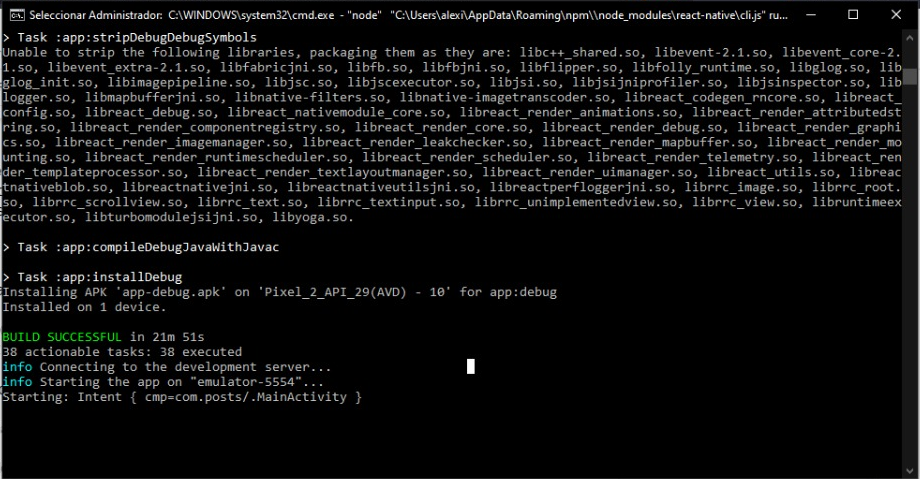 Seleccionar Administrador: C:\WINDOWS\system32\cmd.exe - "node" "C:\Users\alexi\AppData\Roaming\npm\\node_modules\react-native\cli.js" ru...
> Task :app:stripDebugDebugSymbols
Unable to strip the following libraries, packaging them as they are: libc++_shared.so, libevent-2.1.so, libevent_core-2.
1.so, libevent_extra-2.1.so, libfabricjni.so, libfb.so, libfbjni.so, libflipper.so, libfolly_runtime.so, libglog.so, lib
glog_init.so, libimagepipeline.so, libjsc.so, libjscexecutor.so, libjsi.so, libjsijniprofiler.so, libjsinspector.so, lib
logger.so, libmapbufferjni.so, libnative-filters.so, libnative-imagetranscoder.so, libreact_codegen_rncore.so, libreact_
config.so, libreact_debug.so, libreact_nativemodule_core.so, libreact_render_animations.so, libreact_render_attributedst
ring.so, libreact_render_componentregistry.so, libreact_render_core.so, libreact_render_debug.so, libreact_render_graphi
cs.so, libreact_render_imagemanager.so, libreact_render_leakchecker.so, libreact_render_mapbuffer.so, libreact_render_mo
unting.so, libreact_render_runtimescheduler.so, libreact_render_scheduler.so, libreact_render_telemetry.so, libreact_ren
der_templateprocessor.so, libreact_render_textlayoutmanager.so, libreact_render_uimanager.so, libreact_utils.so, libreac
tnativeblob.so, libreactnativejni.so, libreactnativeutilsjni.so, libreactperfloggerjni.so, librrc_image.so, librrc_root.
so, librrc_scrollview.so, librrc_text.so, librrc_textinput.so, librrc_unimplementedview.so, librrc_view.so, libruntimeex
ecutor.so, libturbomodulejsijni.so, libyoga.so.
> Task :app:compileDebugJavaWithJavac
> Task :app:installDebug
Installing APK 'app-debug.apk' on 'Pixel_2_API_29(AVD) - 10' for app:debug
Installed on 1 device.
BUILD SUCCESSFUL in 21m 51s
38 actionable tasks: 38 executed
info Connecting to the development server...
info Starting the app on "emulator-5554"...
Starting: Intent { cmp=com.posts/.MainActivity }